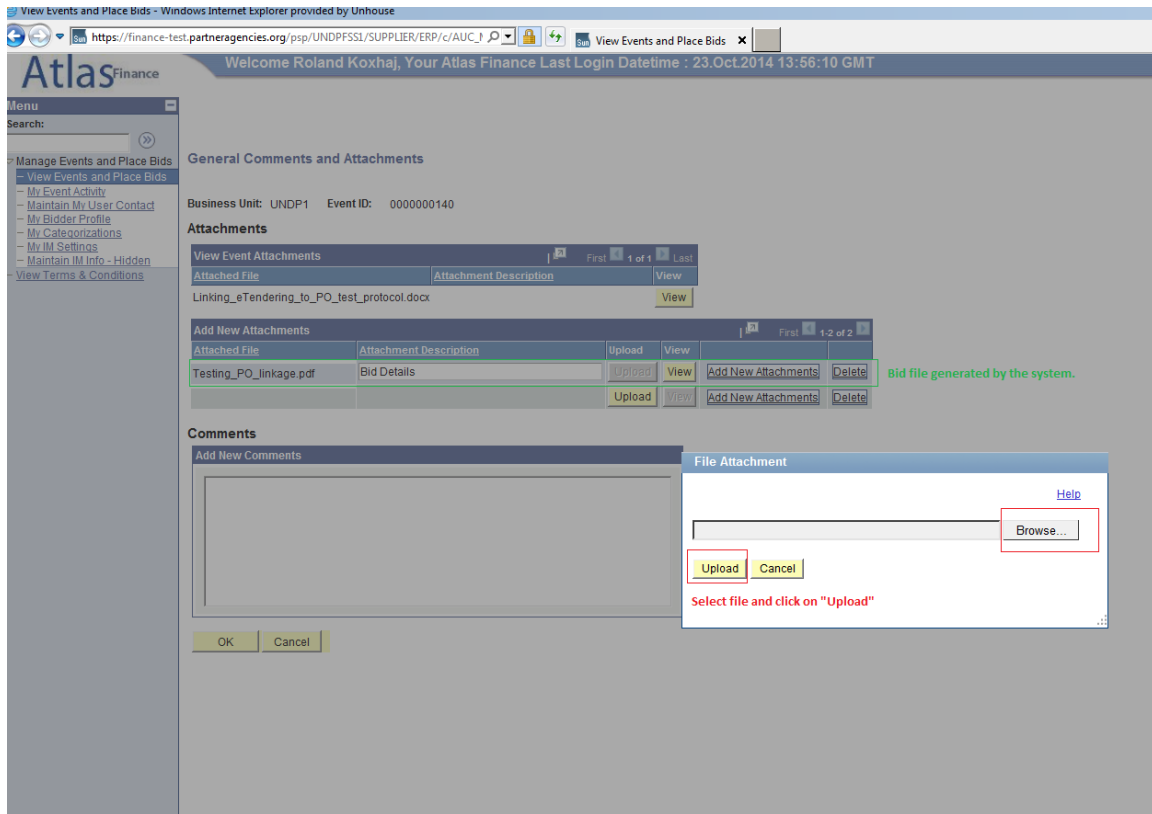 View Events and Place Bids - Windows Internet Explorer provided by Unhouse
https://finance-test.partneragencies.org/psp/UNDPFSS1/SUPPLIER/ERP/c/AUC_
View Events and Place Bids
Atlas Finance
Welcome Roland Koxhaj, Your Atlas Finance Last Login Datetime : 23.Oct.2014 13:56:10 GMT
Menu
Search:
Manage Events and Place Bids
– View Events and Place Bids
– My Event Activity
– Maintain My User Contact
– My Bidder Profile
– My Categorizations
– My IM Settings
– Maintain IM Info - Hidden
– View Terms & Conditions
General Comments and Attachments
Business Unit: UNDP1 Event ID: 0000000140
Attachments
View Event Attachments | First 1 of 1 Last
Attached File Attachment Description View
Linking_eTendering_to_PO_test_protocol.docx View
Add New Attachments | First 1-2 of 2
Attached File Attachment Description Upload View
Testing_PO_linkage.pdf Bid Details Upload View Add New Attachments Delete Bid file generated by the system.
Upload View Add New Attachments Delete
Comments
Add New Comments
OK Cancel
File Attachment
Help
Browse...
Upload Cancel
Select file and click on "Upload"